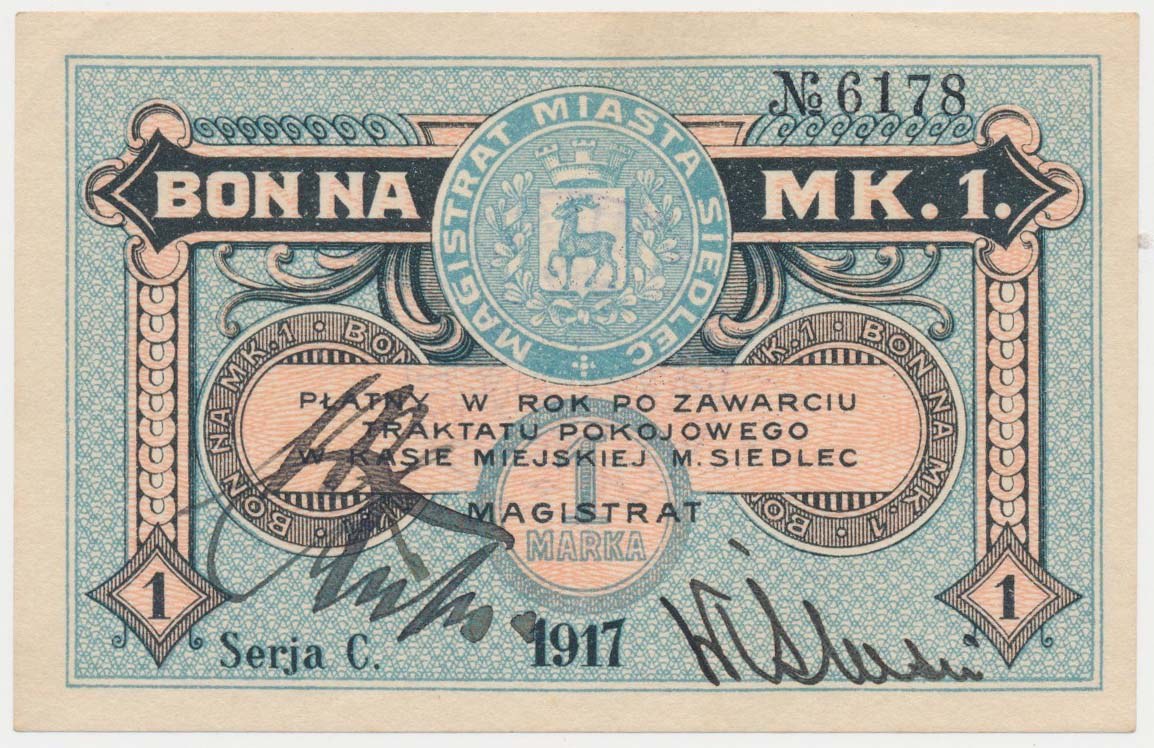 № 6178
MAGISTRAT MIASTA SIEDLEC
BON NA MK. 1.
BON NA MK. 1 · BON NA MK. 1
BON NA MK. 1 · BON NA MK. 1
PŁATNY W ROK PO ZAWARCIU
TRAKTATU POKOJOWEGO
W KASIE MIEJSKIEJ M. SIEDLEC
1
MAGISTRAT
MARKA
1 1
Serja C. 1917